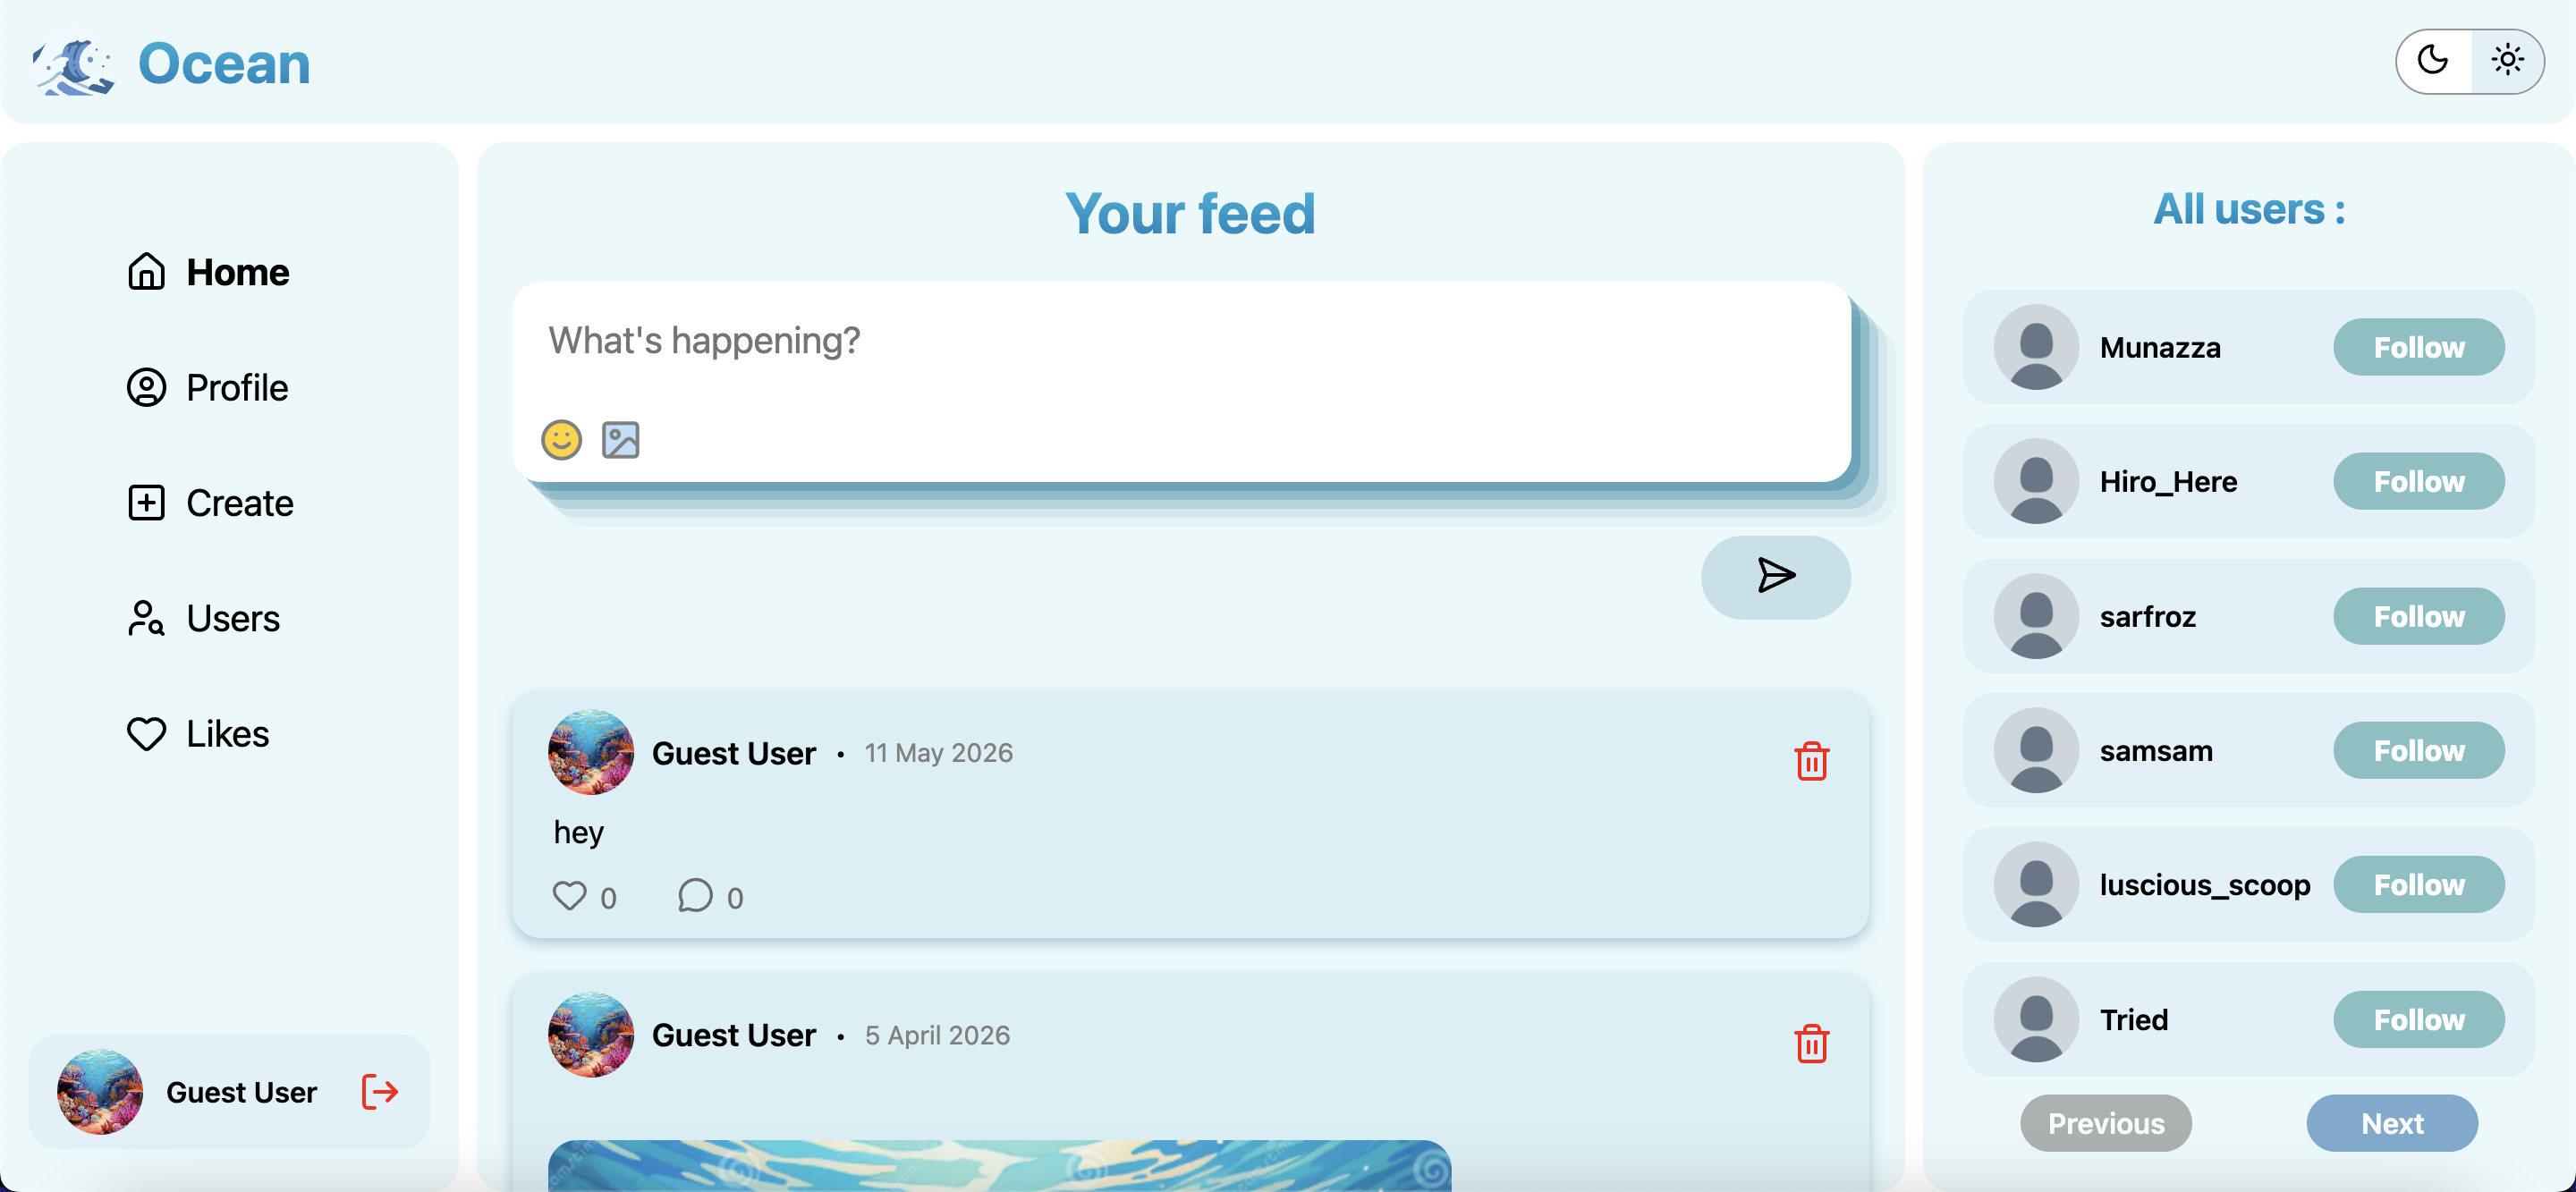 Ocean
Home
Profile
Create
Users
Likes
Guest User
Your feed
What's happening?
Guest User • 11 May 2026
hey
0 0
Guest User • 5 April 2026
All users :
Munazza Follow
Hiro_Here Follow
sarfroz Follow
samsam Follow
luscious_scoop Follow
Tried Follow
Previous Next